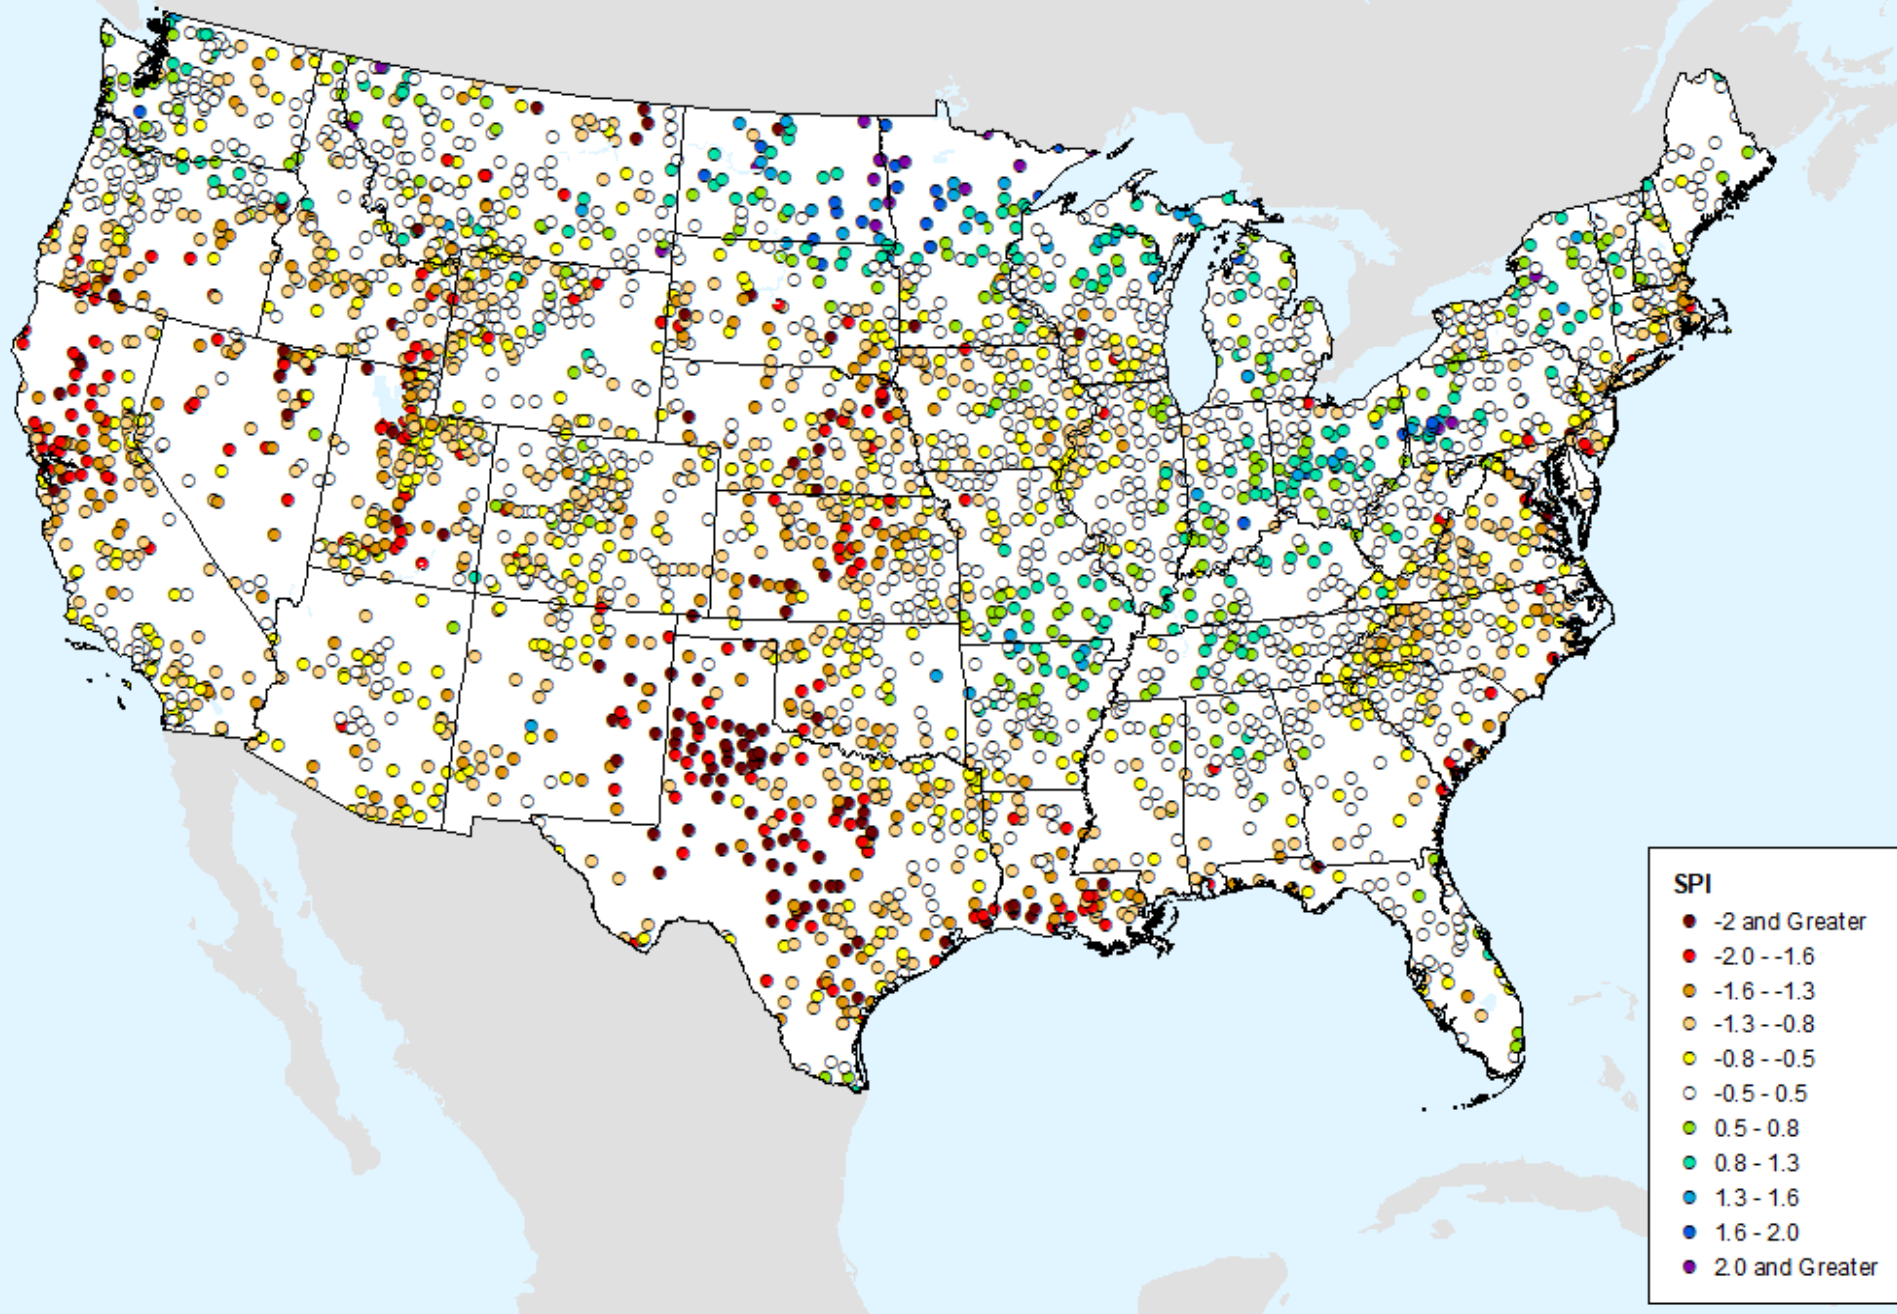 SPI
-2 and Greater
-2.0 - -1.6
-1.6 - -1.3
-1.3 - -0.8
-0.8 - -0.5
-0.5 - 0.5
0.5 - 0.8
0.8 - 1.3
1.3 - 1.6
1.6 - 2.0
2.0 and Greater